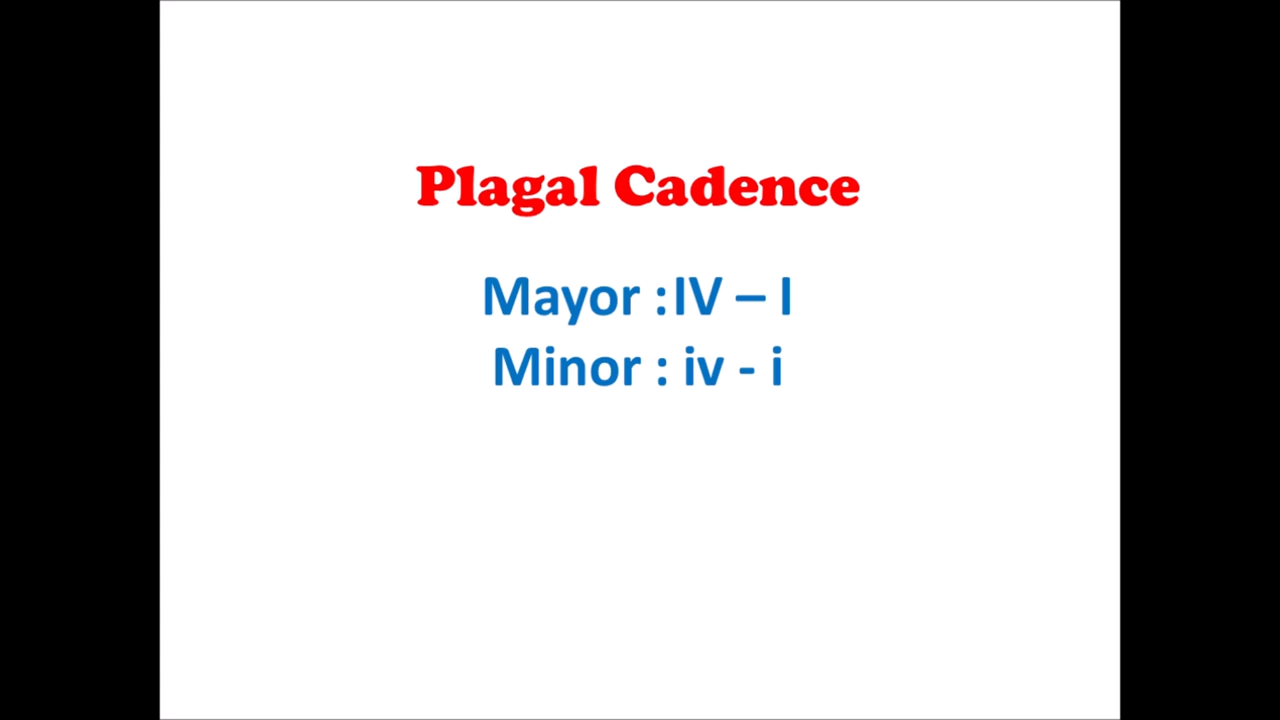 Plagal Cadence
Mayor :IV – I
Minor : iv - i